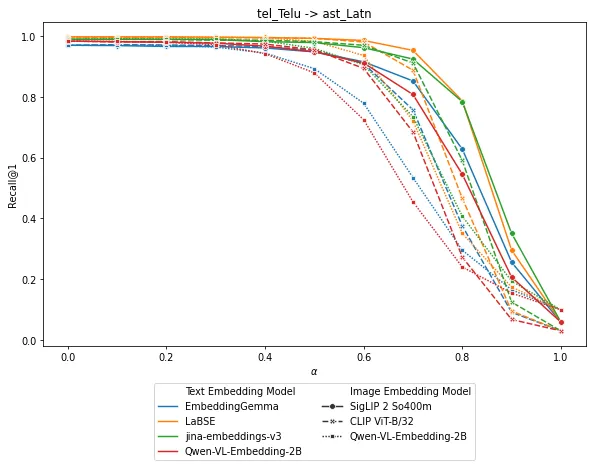 tel_Telu -> ast_Latn
Recall@1
1.0
0.8
0.6
0.4
0.2
0.0
0.0 0.2 0.4 0.6 0.8 1.0
α
Text Embedding Model Image Embedding Model
EmbeddingGemma SigLIP 2 So400m
LaBSE CLIP ViT-B/32
jina-embeddings-v3 Qwen-VL-Embedding-2B
Qwen-VL-Embedding-2B